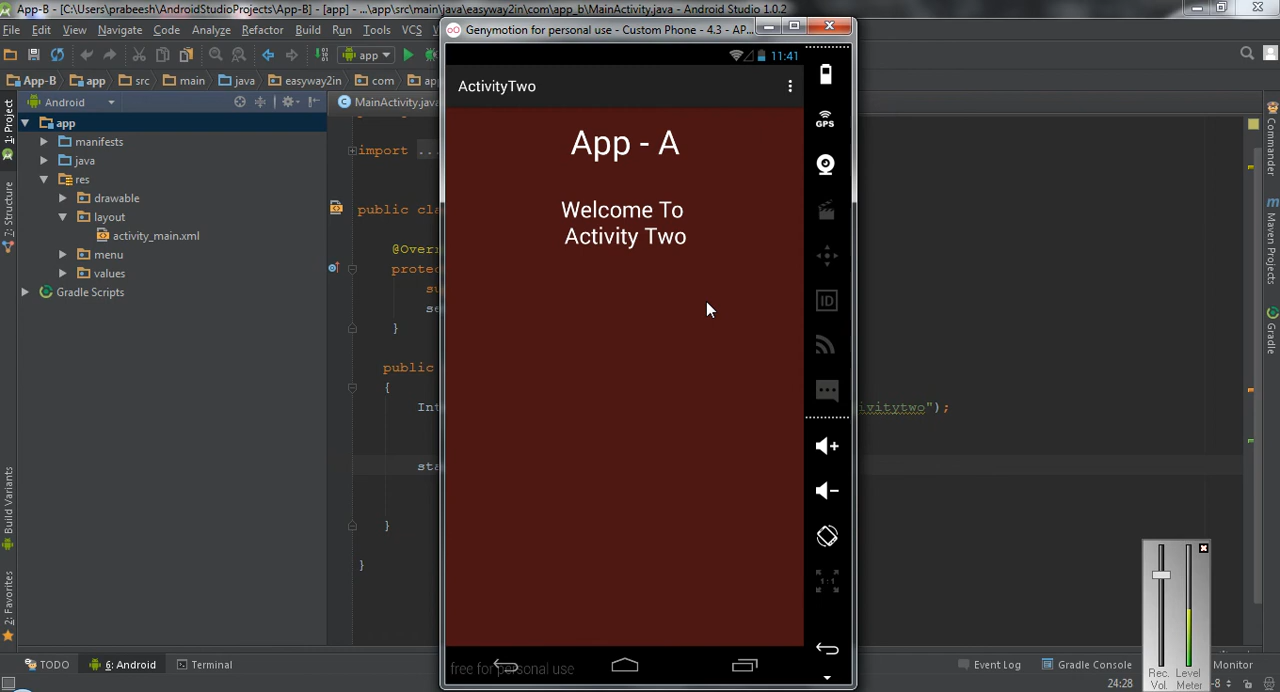 App-B - [C:\Users\prabeesh\AndroidStudioProjects\App-B] - [app] - ...\app\src\main\java\easyway2in\com\app_b\MainActivity.java - Android Studio 1.0.2
File Edit View Navigate Code Analyze Refactor Build Run Tools VCS
Genymotion for personal use - Custom Phone - 4.3 - AP...
app
App-B app src main java easyway2in com
11:41
1: Project
Android
MainActivity.java
ActivityTwo
GPS
Commander
app
manifests
java
res
drawable
layout
activity_main.xml
menu
values
Gradle Scripts
import ...
public
@Over
App - A
Welcome To
Activity Two
Z: Structure
Maven Projects
ID
Gradle
public
{
Int
ivitytwo");
}
}
}
1:1
Build Variants
2: Favorites
free for personal use
TODO 6: Android Terminal
Event Log Gradle Console Monitor
Rec. Vol. Level Meter
24:28